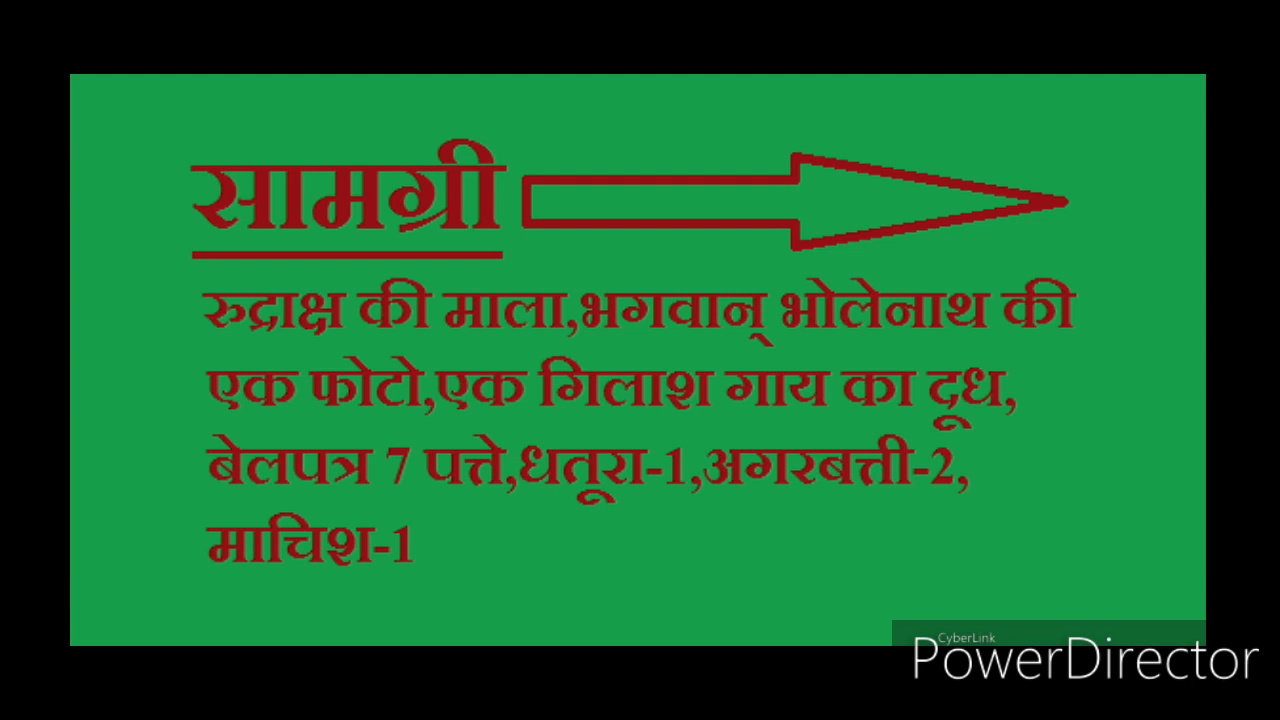 सामग्री
रुद्राक्ष की माला,भगवान् भोलेनाथ की
एक फोटो,एक गिलाश गाय का दूध,
बेलपत्र 7 पत्ते,धतूरा-1,अगरबत्ती-2,
माचिश-1
CyberLink
PowerDirector